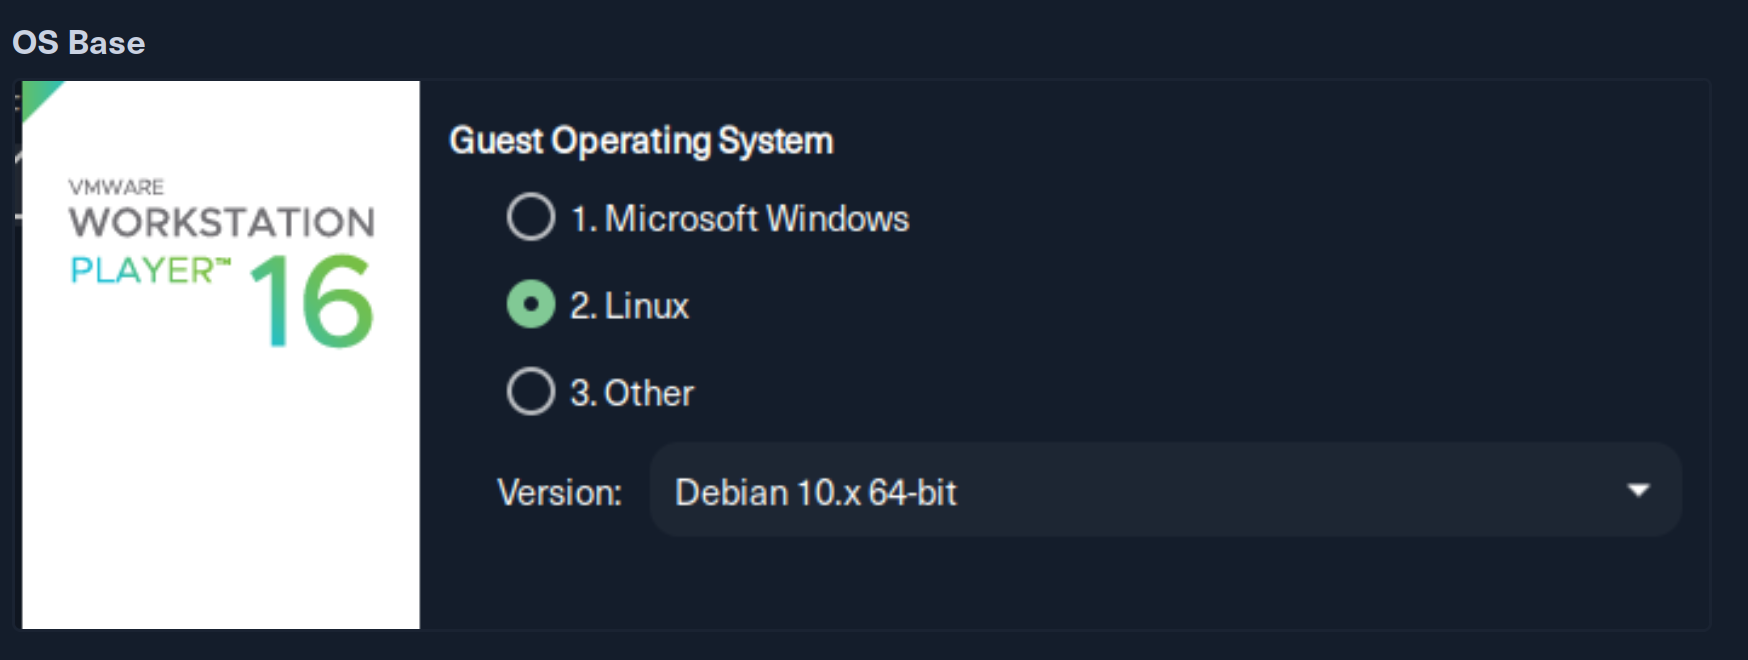 OS Base
VMWARE
WORKSTATION
PLAYER™ 16
Guest Operating System
1. Microsoft Windows
2. Linux
3. Other
Version: Debian 10.x 64-bit